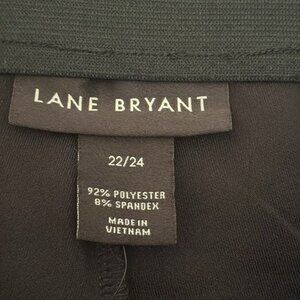 LANE BRYANT
22/24
92% POLYESTER
8% SPANDEX
MADE IN
VIETNAM